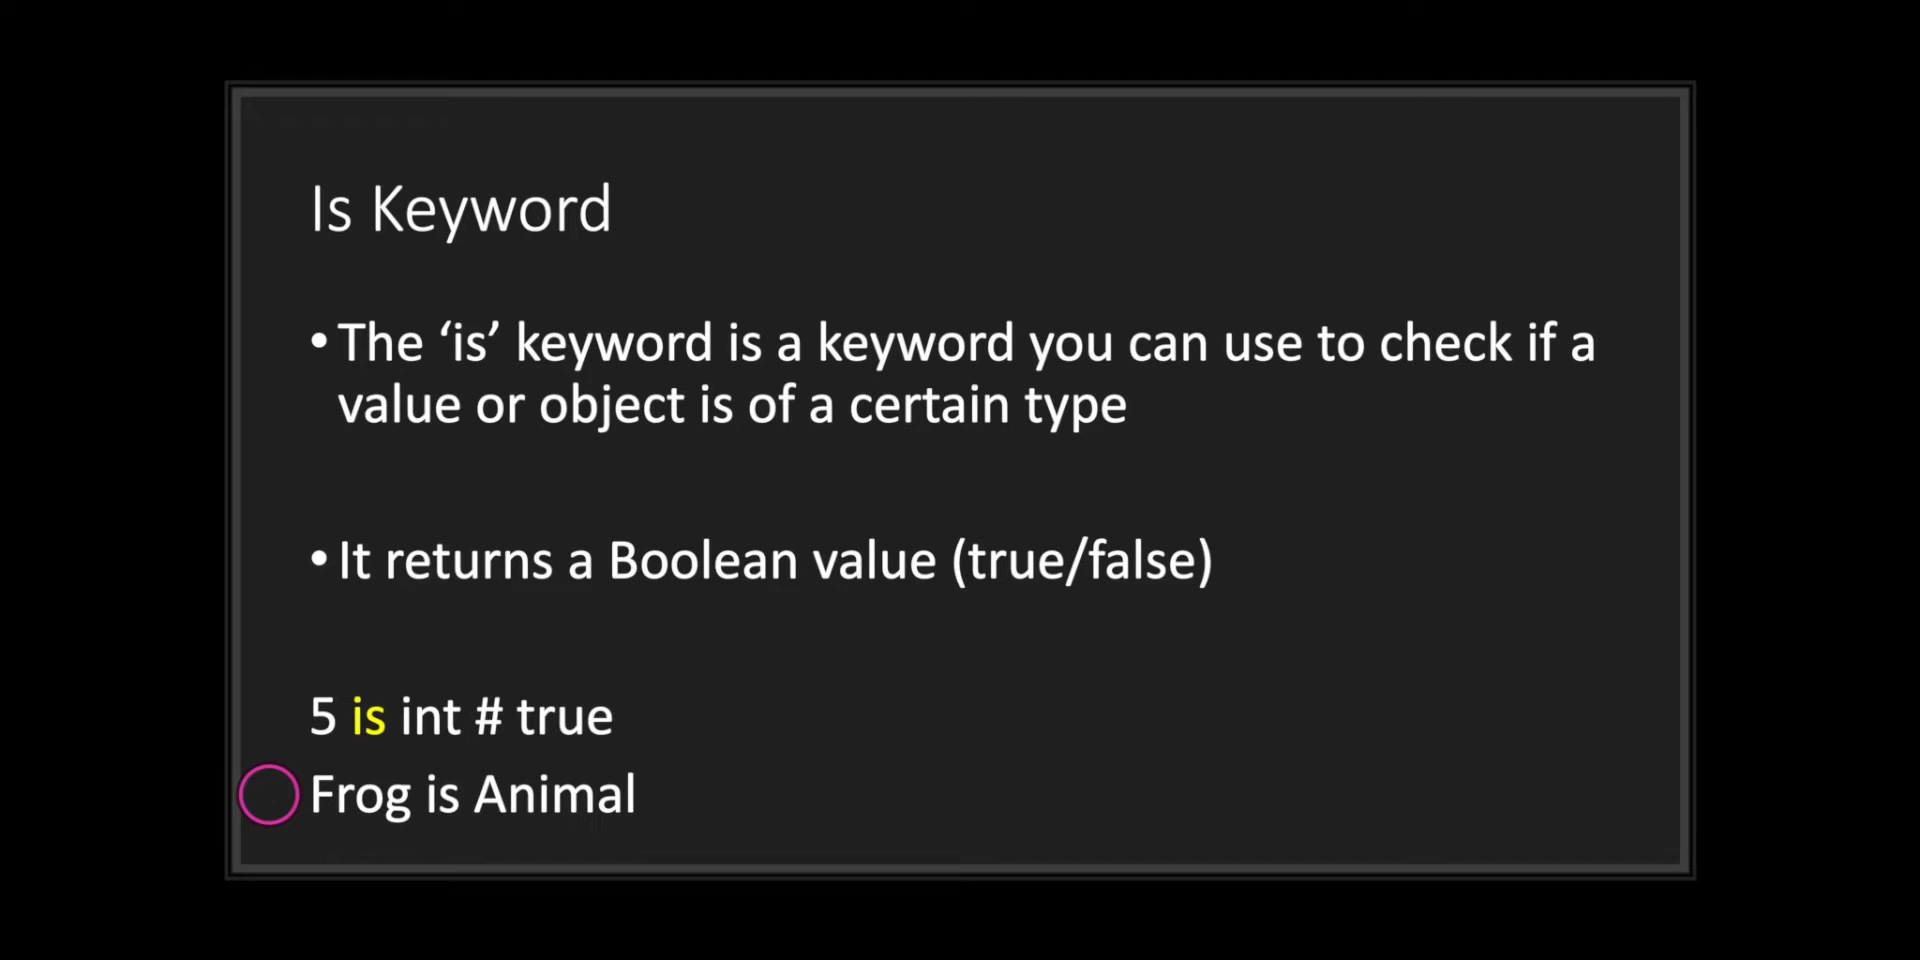 Is Keyword
• The ‘is’ keyword is a keyword you can use to check if a
value or object is of a certain type
• It returns a Boolean value (true/false)
5 is int # true
Frog is Animal